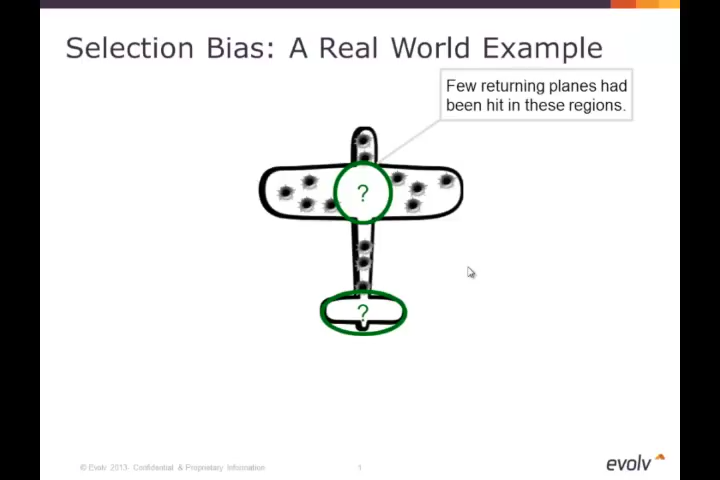 Selection Bias: A Real World Example
Few returning planes had
been hit in these regions.
?
?
© Evolv 2013- Confidential & Proprietary Information
1
evolv